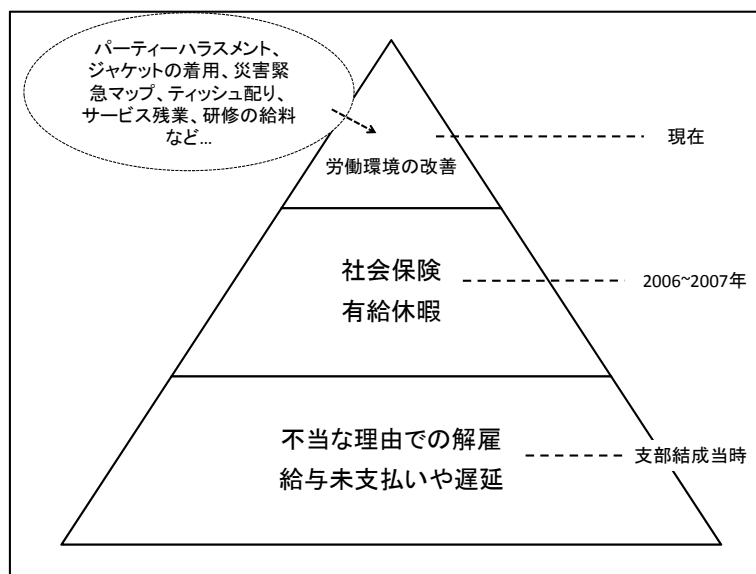 パーティーハラスメント、
ジャケットの着用、災害緊
急マップ、ティッシュ配り、
サービス残業、研修の給料
など…
労働環境の改善
現在
社会保険
有給休暇
2006~2007年
不当な理由での解雇
給与未支払いや遅延
支部結成当時